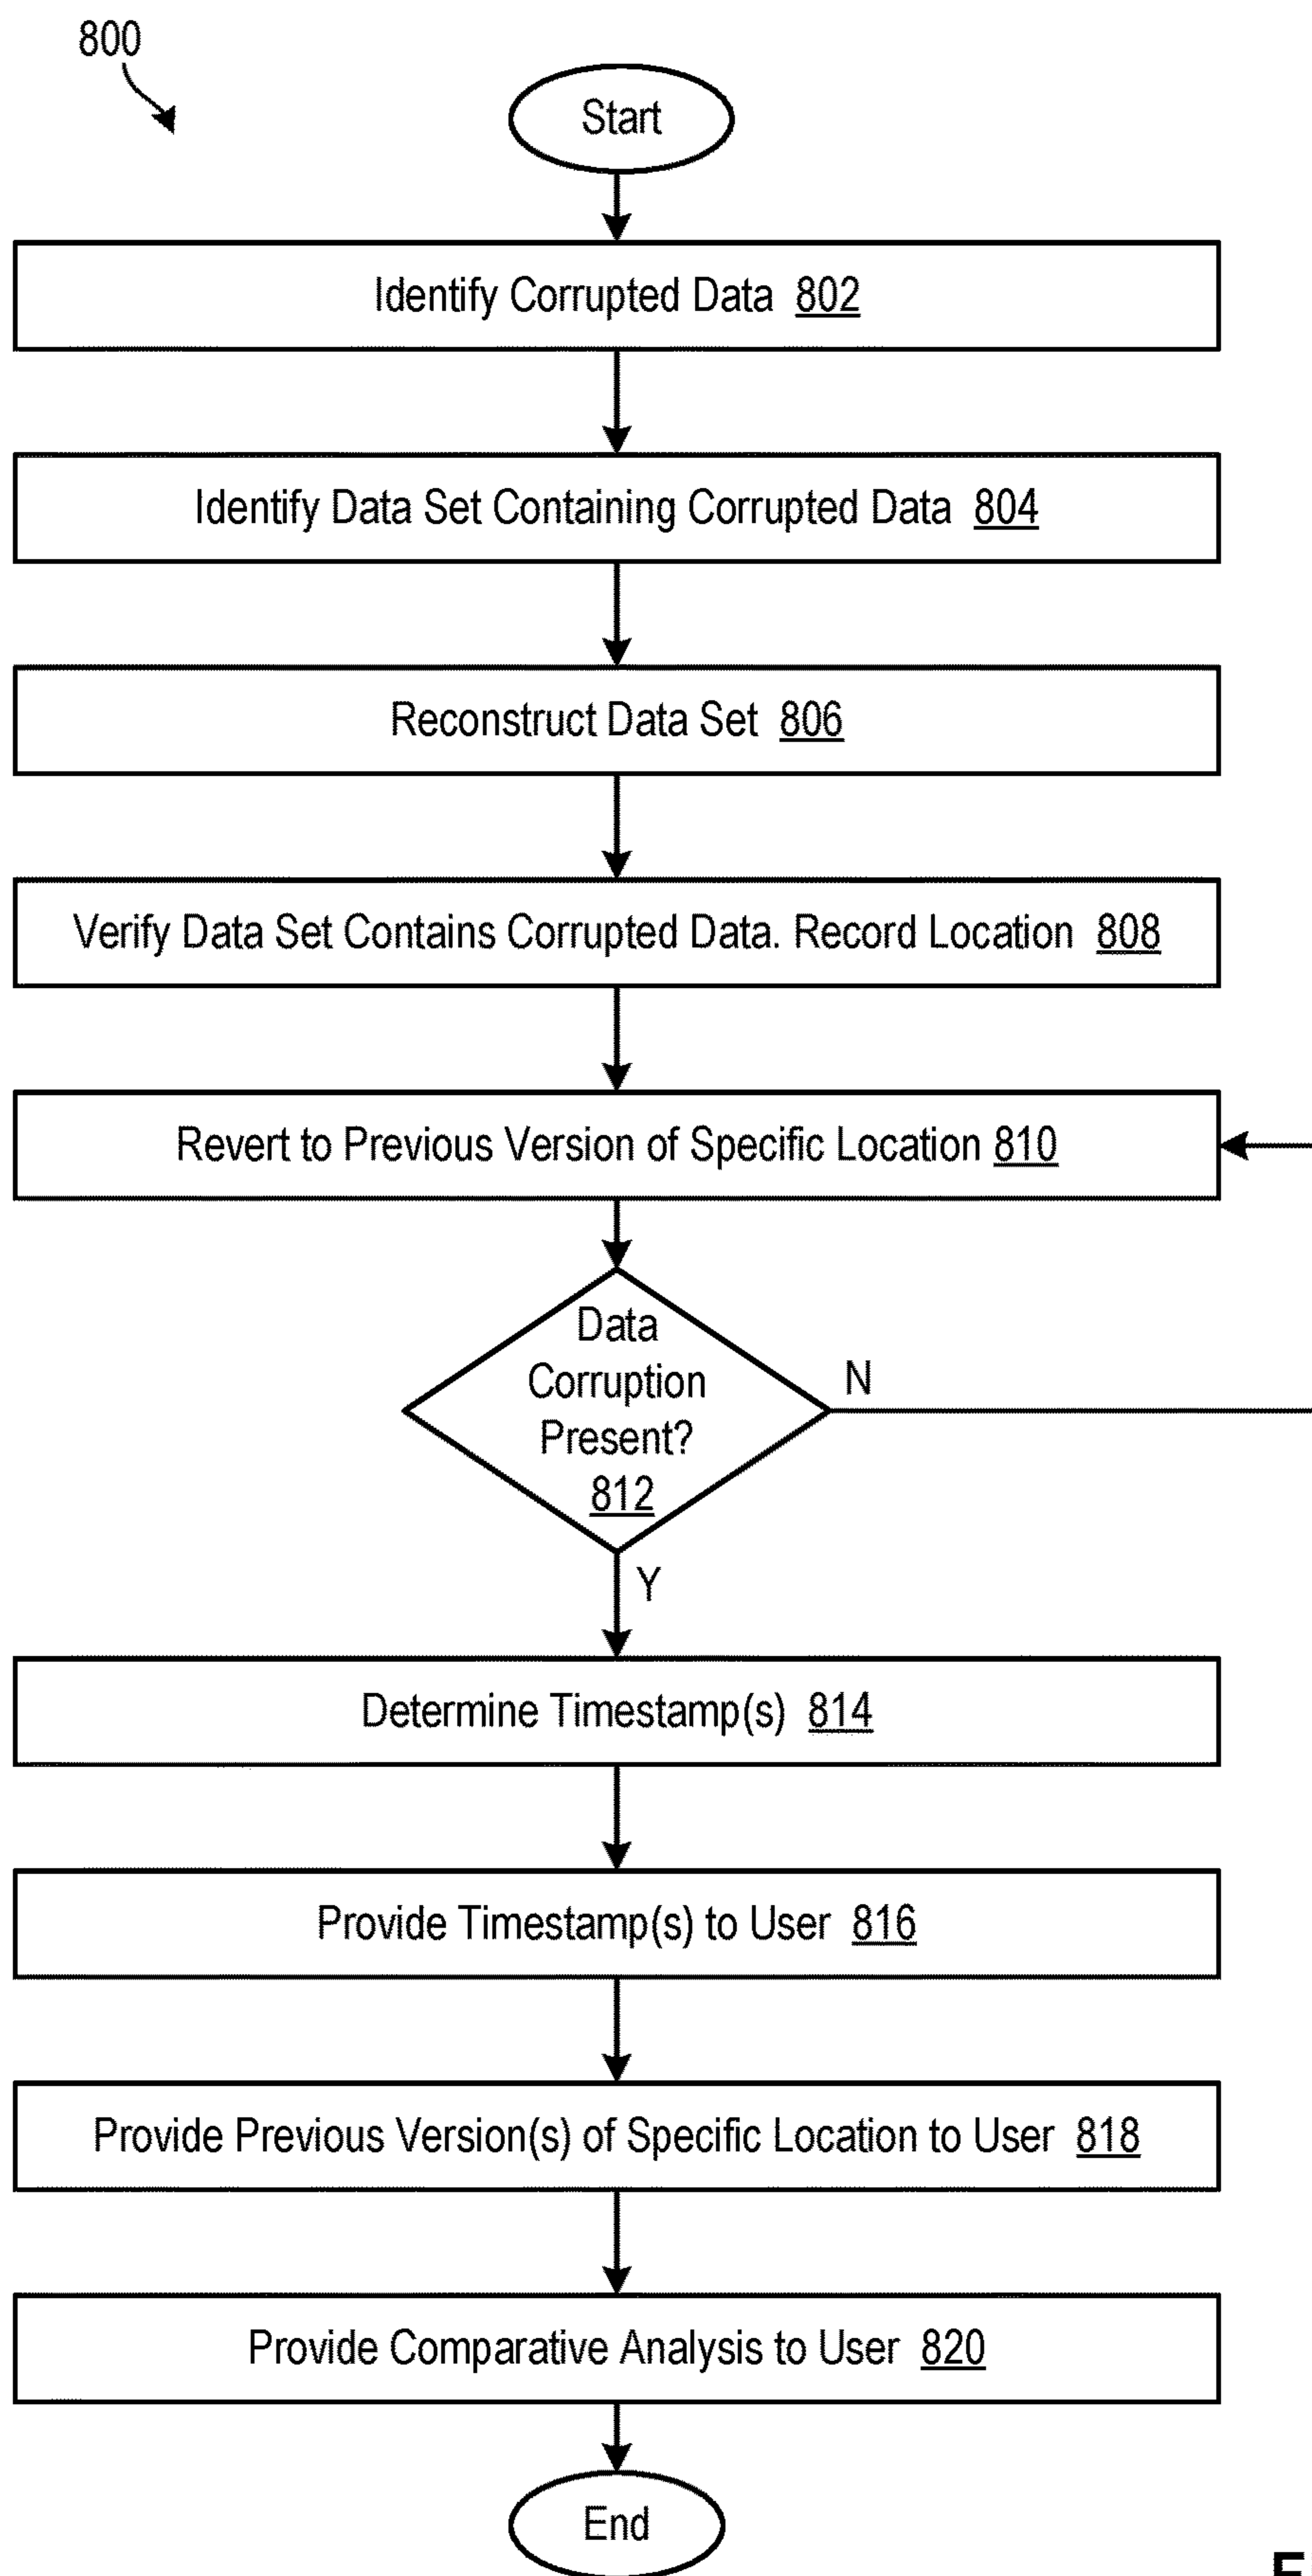 800
Start
Identify Corrupted Data 802
Identify Data Set Containing Corrupted Data 804
Reconstruct Data Set 806
Verify Data Set Contains Corrupted Data. Record Location 808
Revert to Previous Version of Specific Location 810
Data
Corruption
Present?
812
N
Y
Determine Timestamp(s) 814
Provide Timestamp(s) to User 816
Provide Previous Version(s) of Specific Location to User 818
Provide Comparative Analysis to User 820
End